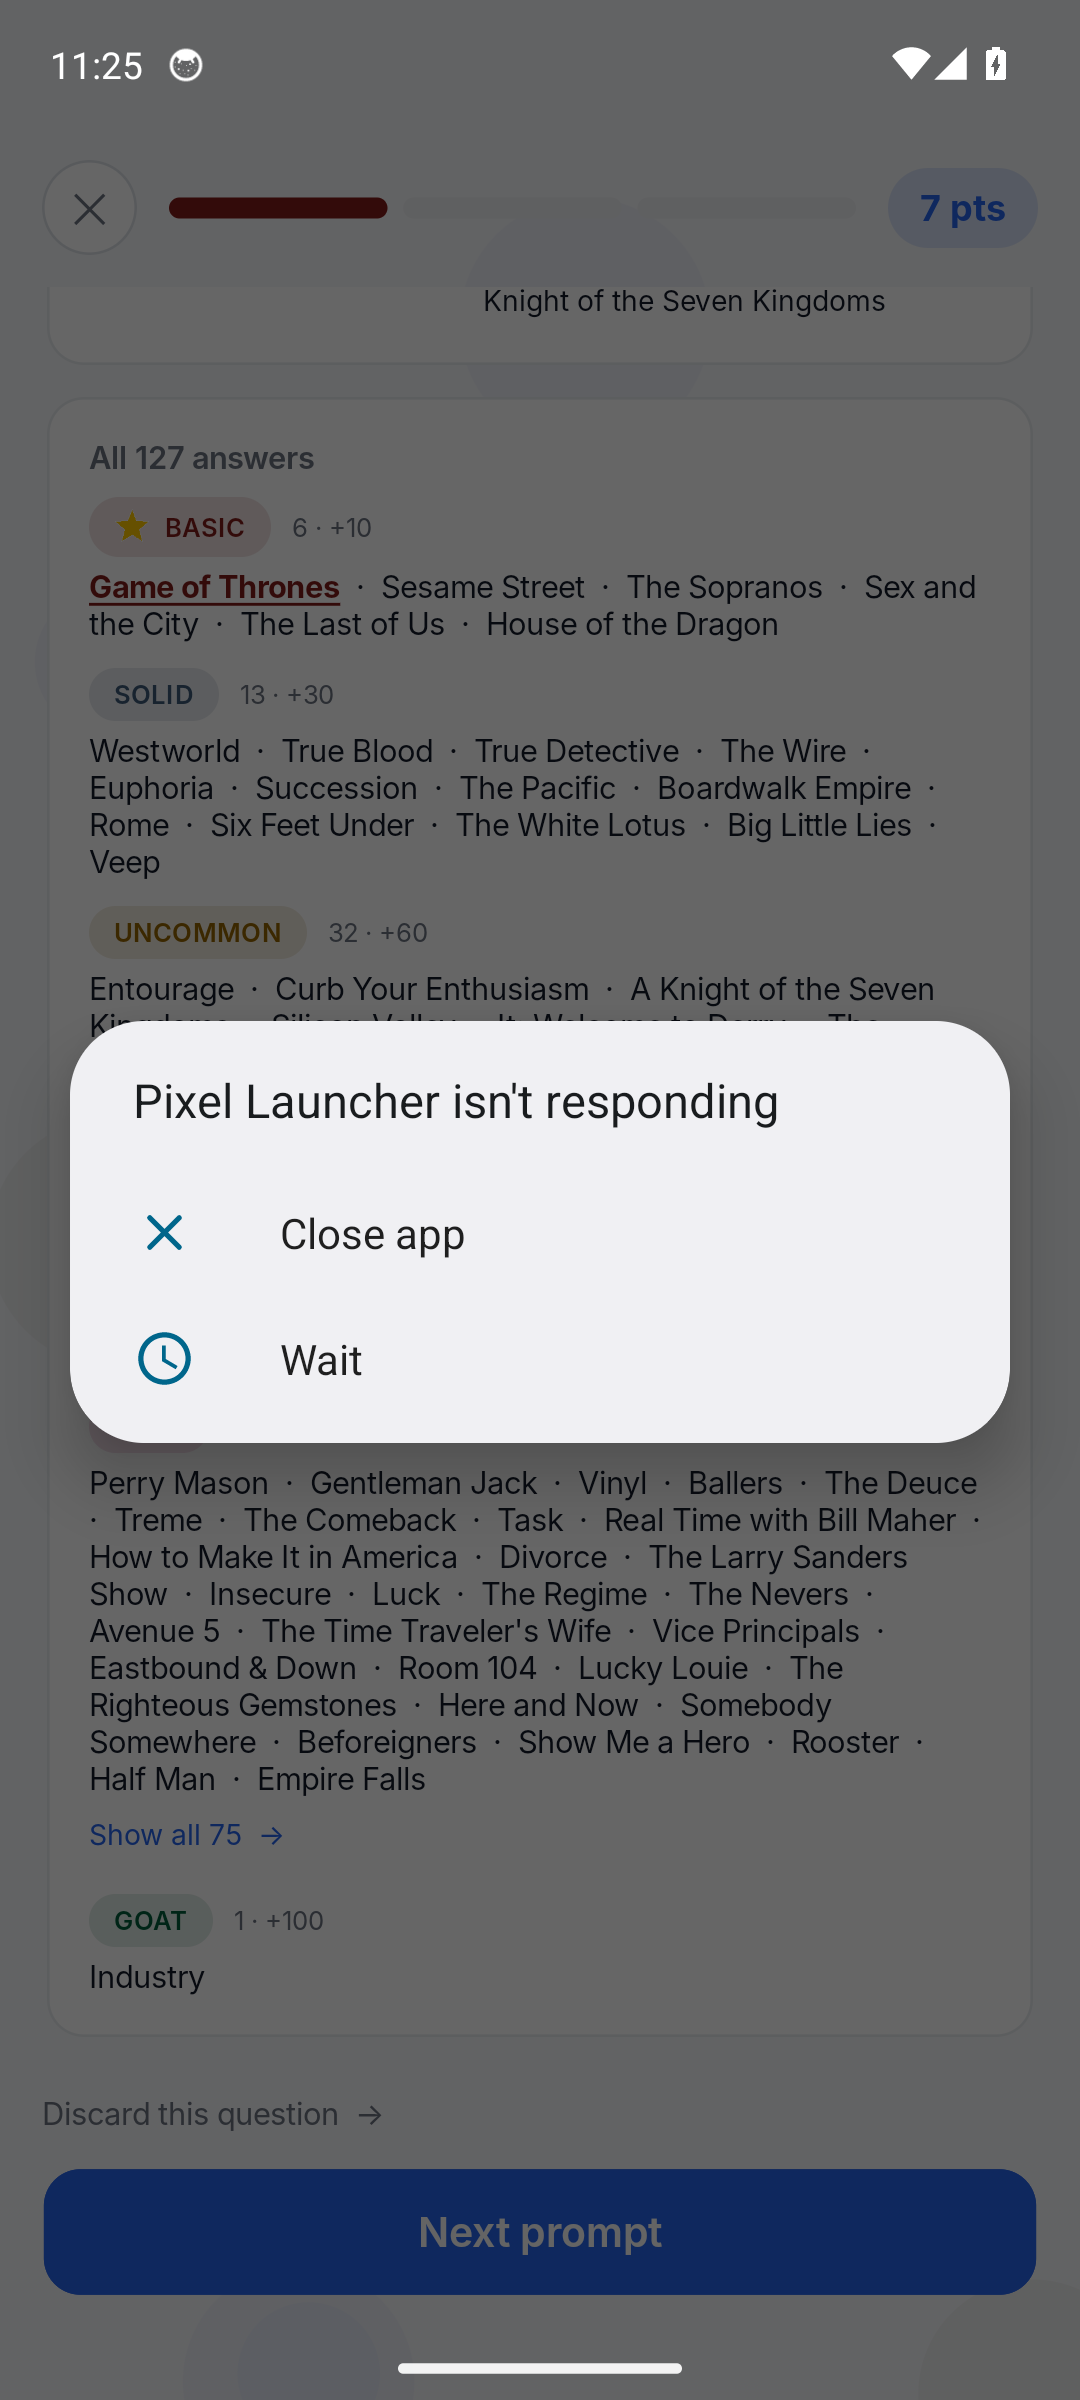 11:25
7 pts
Knight of the Seven Kingdoms
All 127 answers
BASIC 6 · +10
Game of Thrones · Sesame Street · The Sopranos · Sex and
the City · The Last of Us · House of the Dragon
SOLID 13 · +30
Westworld · True Blood · True Detective · The Wire ·
Euphoria · Succession · The Pacific · Boardwalk Empire ·
Rome · Six Feet Under · The White Lotus · Big Little Lies ·
Veep
UNCOMMON 32 · +60
Entourage · Curb Your Enthusiasm · A Knight of the Seven
Kingdoms · Silicon Valley · It: Welcome to Derry · The
Pixel Launcher isn't responding
Close app
Wait
Perry Mason · Gentleman Jack · Vinyl · Ballers · The Deuce
· Treme · The Comeback · Task · Real Time with Bill Maher ·
How to Make It in America · Divorce · The Larry Sanders
Show · Insecure · Luck · The Regime · The Nevers ·
Avenue 5 · The Time Traveler's Wife · Vice Principals ·
Eastbound & Down · Room 104 · Lucky Louie · The
Righteous Gemstones · Here and Now · Somebody
Somewhere · Beforeigners · Show Me a Hero · Rooster ·
Half Man · Empire Falls
Show all 75 →
GOAT 1 · +100
Industry
Discard this question →
Next prompt